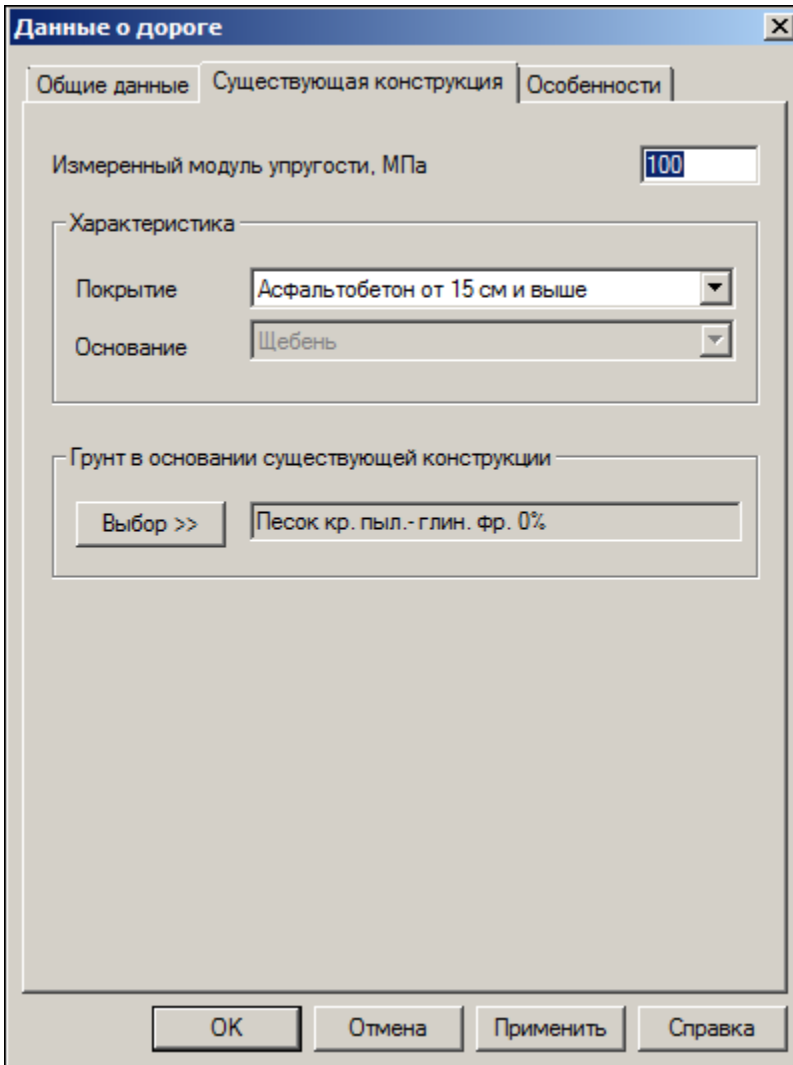 Данные о дороге
Общие данные Существующая конструкция Особенности
Измеренный модуль упругости, МПа 100
Характеристика
Покрытие Асфальтобетон от 15 см и выше
Основание Щебень
Грунт в основании существующей конструкции
Выбор >> Песок кр. пыл.- глин. фр. 0%
OK Отмена Применить Справка